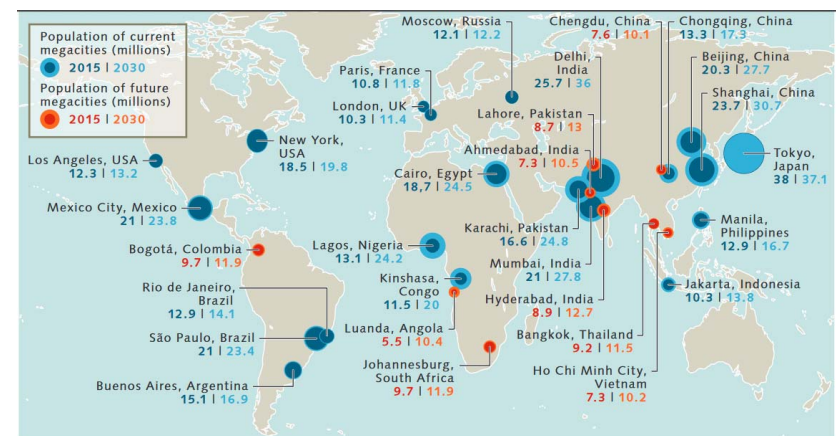 Population of current
megacities (millions)
2015 | 2030
Population of future
megacities (millions)
2015 | 2030
Moscow, Russia
12.1 | 12.2
Chengdu, China
7.6 | 10.1
Chongqing, China
13.3 | 17.3
Paris, France
10.8 | 11.8
Delhi,
India
25.7 | 36
Beijing, China
20.3 | 27.7
London, UK
10.3 | 11.4
Shanghai, China
23.7 | 30.7
Lahore, Pakistan
8.7 | 13
New York,
USA
18.5 | 19.8
Ahmedabad, India
7.3 | 10.5
Los Angeles, USA
12.3 | 13.2
Tokyo,
Japan
38 | 37.1
Cairo, Egypt
18,7 | 24.5
Mexico City, Mexico
21 | 23.8
Karachi, Pakistan
16.6 | 24.8
Manila,
Philippines
12.9 | 16.7
Bogotá, Colombia
9.7 | 11.9
Lagos, Nigeria
13.1 | 24.2
Mumbai, India
21 | 27.8
Kinshasa,
Congo
11.5 | 20
Jakarta, Indonesia
10.3 | 13.8
Rio de Janeiro,
Brazil
12.9 | 14.1
Hyderabad, India
8.9 | 12.7
Luanda, Angola
5.5 | 10.4
São Paulo, Brazil
21 | 23.4
Bangkok, Thailand
9.2 | 11.5
Johannesburg,
South Africa
9.7 | 11.9
Ho Chi Minh City,
Vietnam
7.3 | 10.2
Buenos Aires, Argentina
15.1 | 16.9